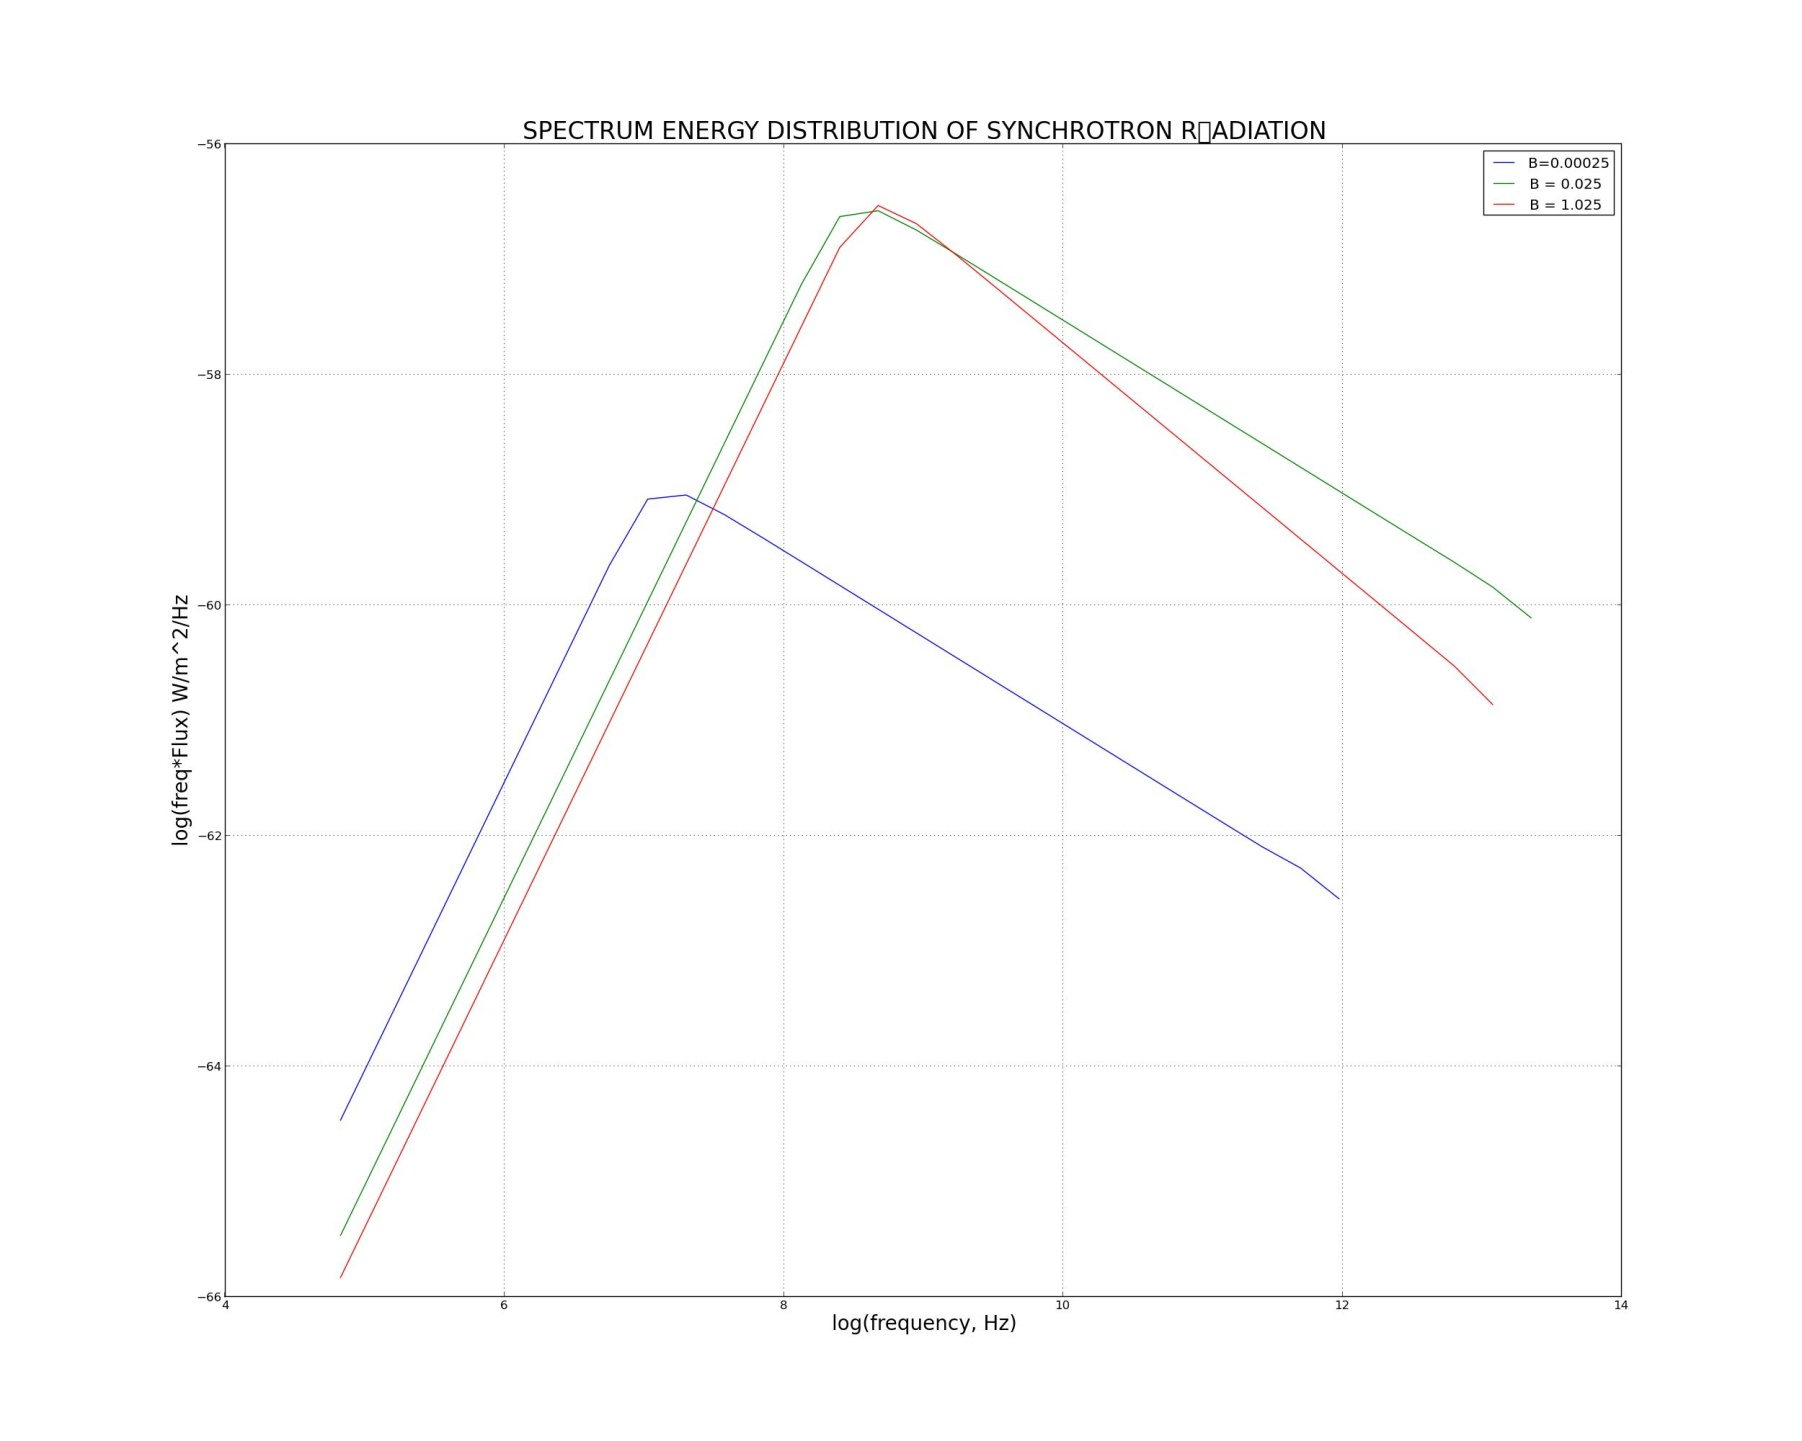 SPECTRUM ENERGY DISTRIBUTION OF SYNCHROTRON R▯ADIATION
B=0.00025
B = 0.025
B = 1.025
log(freq*Flux) W/m^2/Hz
−56
−58
−60
−62
−64
−66
4 6 8 10 12 14
log(frequency, Hz)